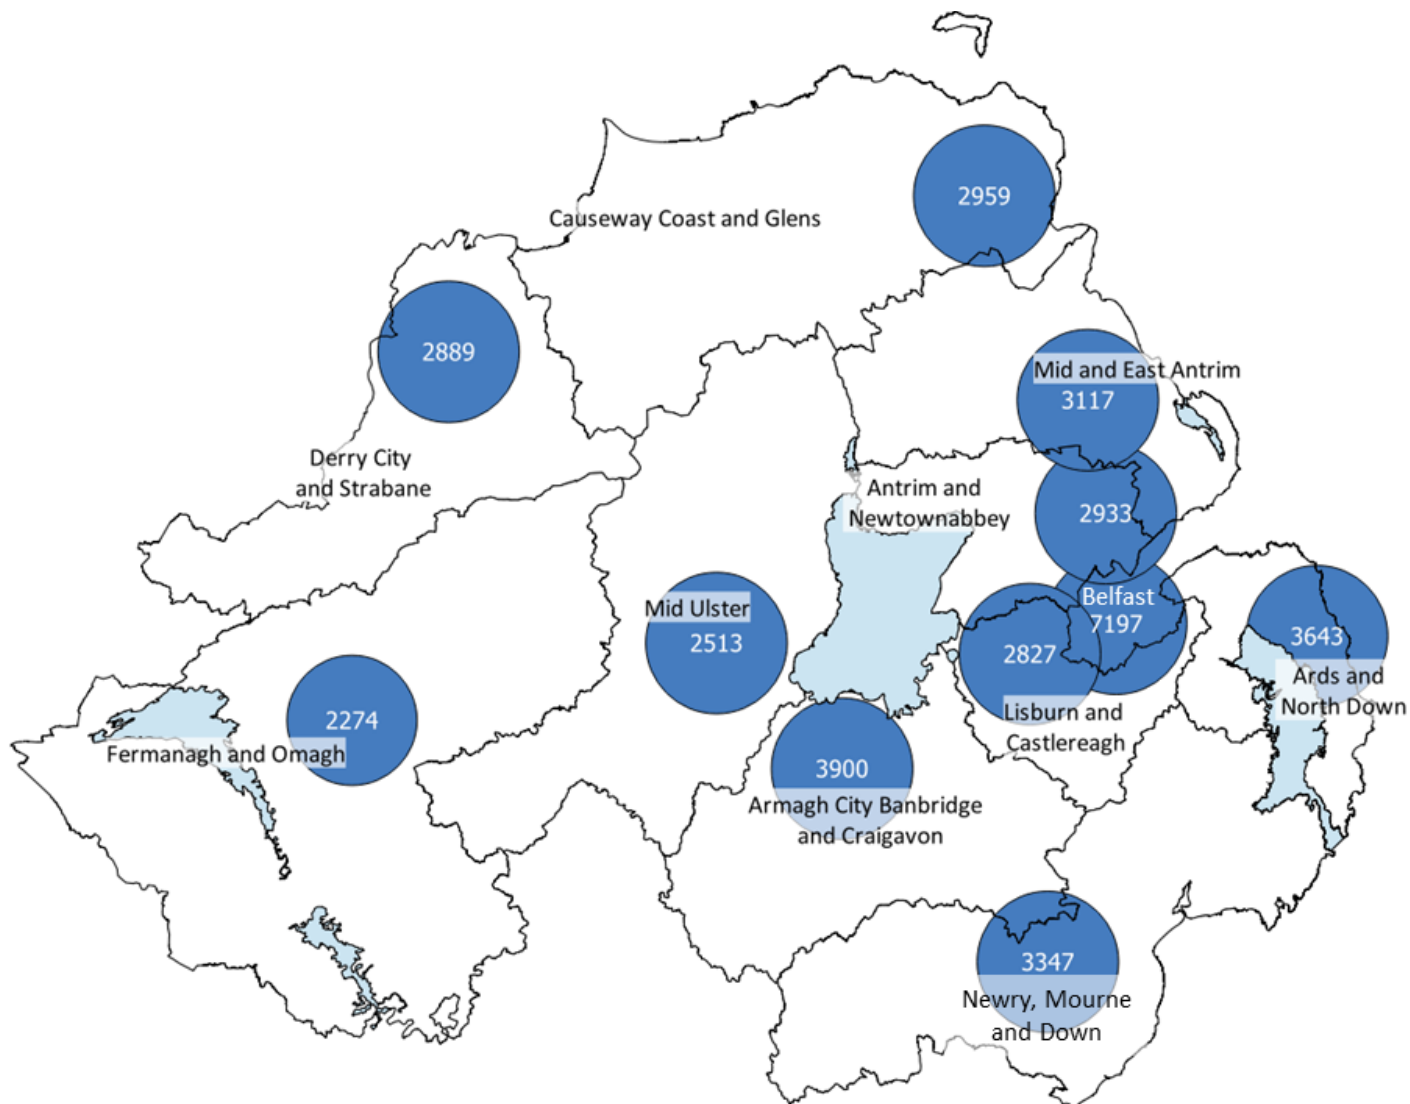 2959
Causeway Coast and Glens
2889
Mid and East Antrim
3117
Derry City
and Strabane
Antrim and
Newtownabbey
2933
Mid Ulster
2513
Belfast
7197
2827
3643
Ards and
North Down
Lisburn and
Castlereagh
2274
Fermanagh and Omagh
3900
Armagh City Banbridge
and Craigavon
3347
Newry, Mourne
and Down